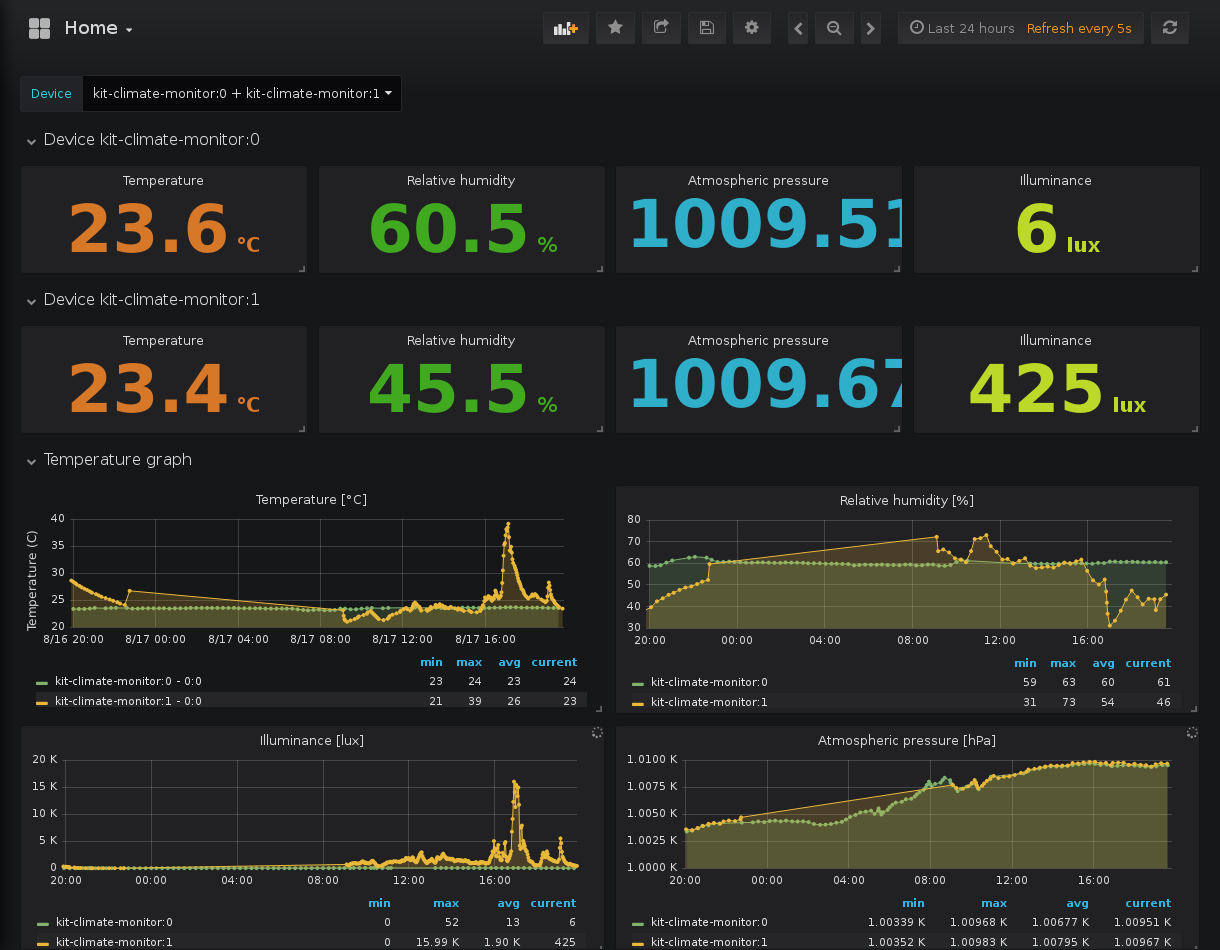 Home
Last 24 hours Refresh every 5s
Device kit-climate-monitor:0 + kit-climate-monitor:1
Device kit-climate-monitor:0
Temperature Relative humidity Atmospheric pressure Illuminance
23.6 °C 60.5 % 1009.51 6 lux
Device kit-climate-monitor:1
Temperature Relative humidity Atmospheric pressure Illuminance
23.4 °C 45.5 % 1009.67 425 lux
Temperature graph
Temperature [°C]
Temperature (C)
40
35
30
25
20
8/16 20:00 8/17 00:00 8/17 04:00 8/17 08:00 8/17 12:00 8/17 16:00
min max avg current
kit-climate-monitor:0 - 0:0 23 24 23 24
kit-climate-monitor:1 - 0:0 21 39 26 23
Relative humidity [%]
80
70
60
50
40
30
20:00 00:00 04:00 08:00 12:00 16:00
min max avg current
kit-climate-monitor:0 59 63 60 61
kit-climate-monitor:1 31 73 54 46
Illuminance [lux]
20 K
15 K
10 K
5 K
0
20:00 00:00 04:00 08:00 12:00 16:00
min max avg current
kit-climate-monitor:0 0 52 13 6
kit-climate-monitor:1 0 15.99 K 1.90 K 425
Atmospheric pressure [hPa]
1.0100 K
1.0075 K
1.0050 K
1.0025 K
1.0000 K
20:00 00:00 04:00 08:00 12:00 16:00
min max avg current
kit-climate-monitor:0 1.00339 K 1.00968 K 1.00677 K 1.00951 K
kit-climate-monitor:1 1.00352 K 1.00983 K 1.00795 K 1.00967 K